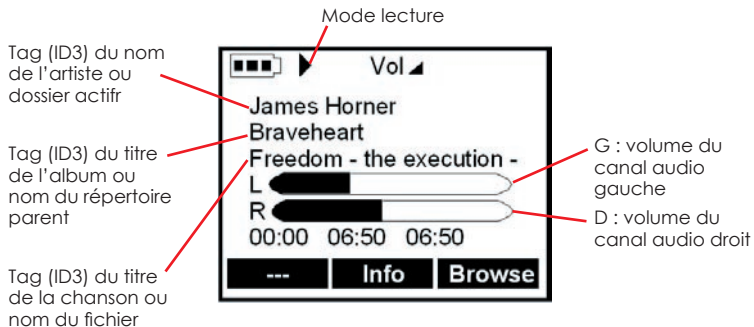 Mode lecture
Tag (ID3) du nom
de l'artiste ou
dossier actifr
Tag (ID3) du titre
de l'album ou
nom du répertoire
parent
Tag (ID3) du titre
de la chanson ou
nom du fichier
Vol
James Horner
Braveheart
Freedom - the execution -
L
R
00:00 06:50 06:50
--- Info Browse
G : volume du
canal audio
gauche
D : volume du
canal audio droit